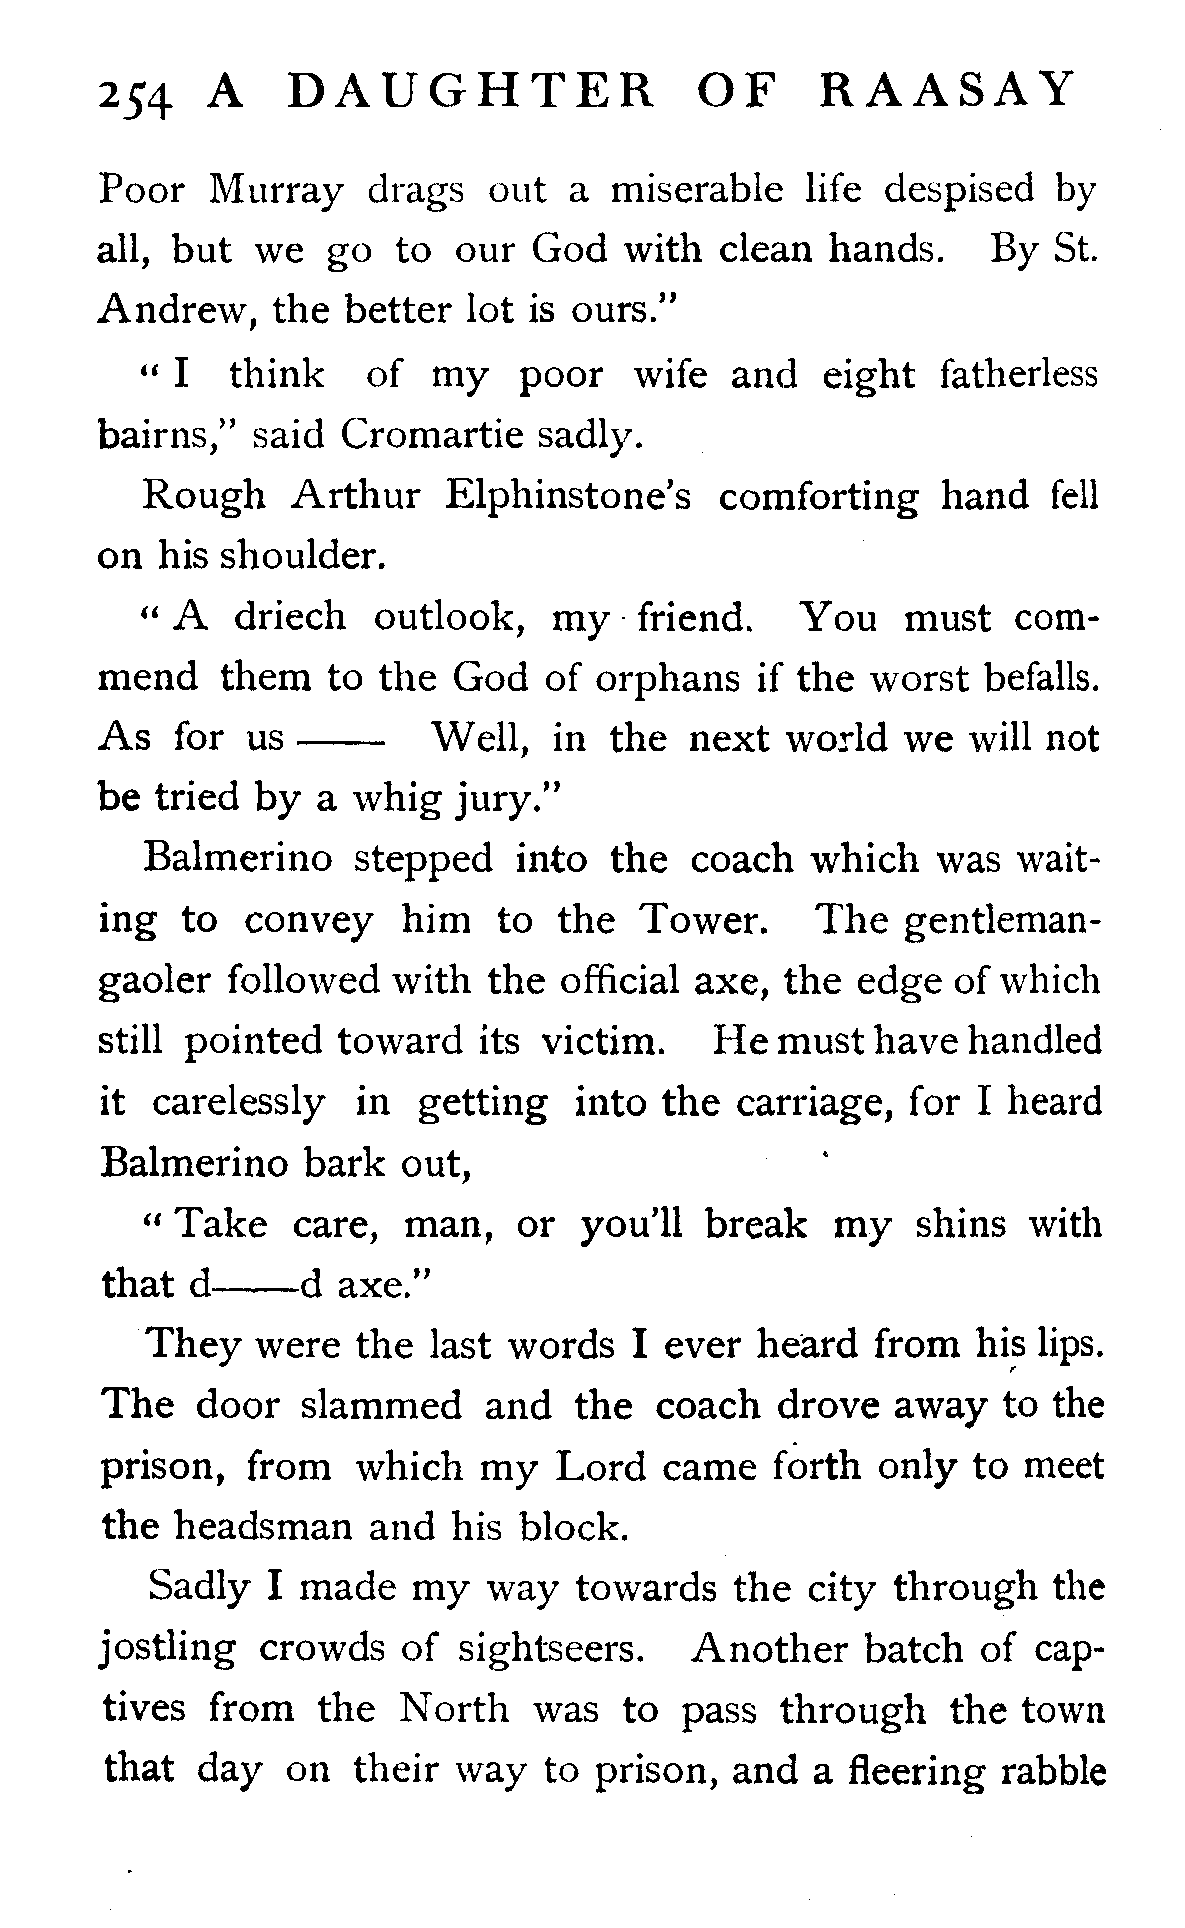 254 A DAUGHTER OF RAASAY
Poor Murray drags out a miserable life despised by
all, but we go to our God with clean hands. By St.
Andrew, the better lot is ours.”
“ I think of my poor wife and eight fatherless
bairns,” said Cromartie sadly.
Rough Arthur Elphinstone’s comforting hand fell
on his shoulder.
“ A driech outlook, my friend. You must com-
mend them to the God of orphans if the worst befalls.
As for us —— Well, in the next world we will not
be tried by a whig jury.”
Balmerino stepped into the coach which was wait-
ing to convey him to the Tower. The gentleman-
gaoler followed with the official axe, the edge of which
still pointed toward its victim. He must have handled
it carelessly in getting into the carriage, for I heard
Balmerino bark out,
“ Take care, man, or you’ll break my shins with
that d——d axe.”
They were the last words I ever heard from his lips.
The door slammed and the coach drove away to the
prison, from which my Lord came forth only to meet
the headsman and his block.
Sadly I made my way towards the city through the
jostling crowds of sightseers. Another batch of cap-
tives from the North was to pass through the town
that day on their way to prison, and a fleering rabble